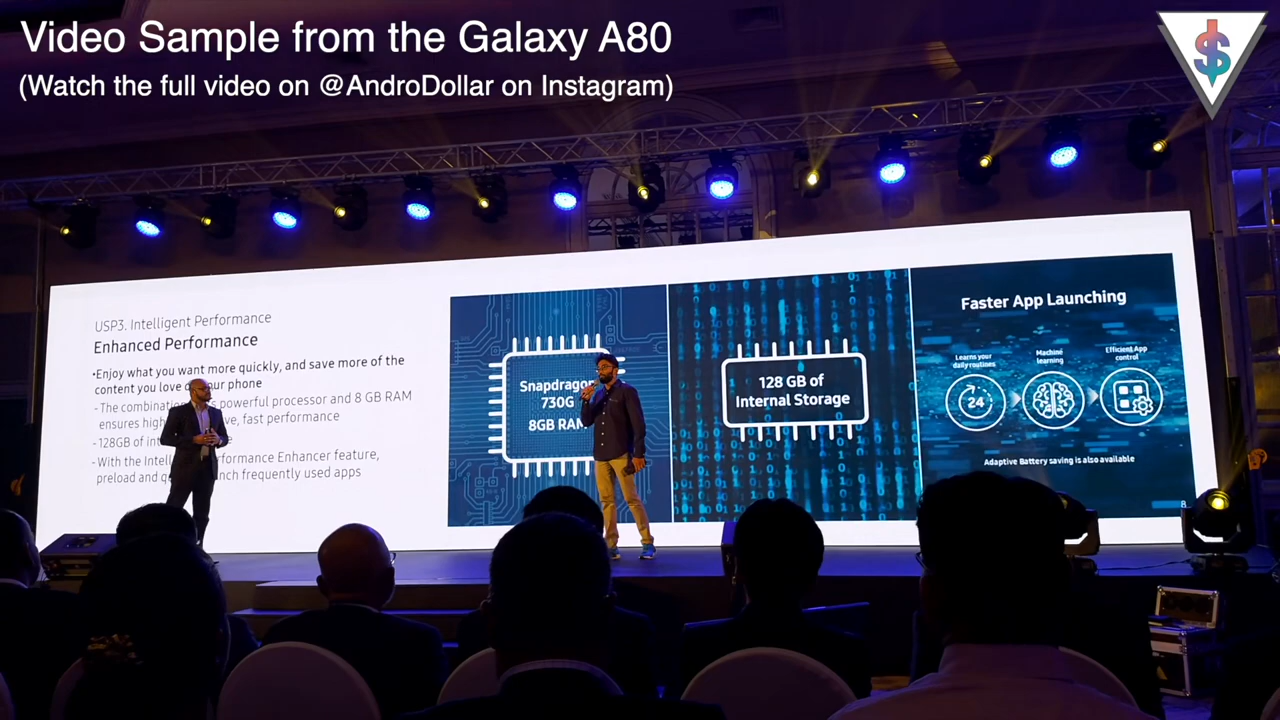 Video Sample from the Galaxy A80
(Watch the full video on @AndroDollar on Instagram)
USP3. Intelligent Performance
Enhanced Performance
•Enjoy what you want more quickly, and save more of the
content you love phone
- The combination powerful processor and 8 GB RAM
ensures fast performance
- 128GB of
- With the Enhancer feature,
preload and frequently used apps
Snapdragon
730G
8GB RAM
128 GB of
Internal Storage
Faster App Launching
Learns your
daily routines
Machine
learning
Efficient App
control
24
Adaptive Battery saving is also available
8
$